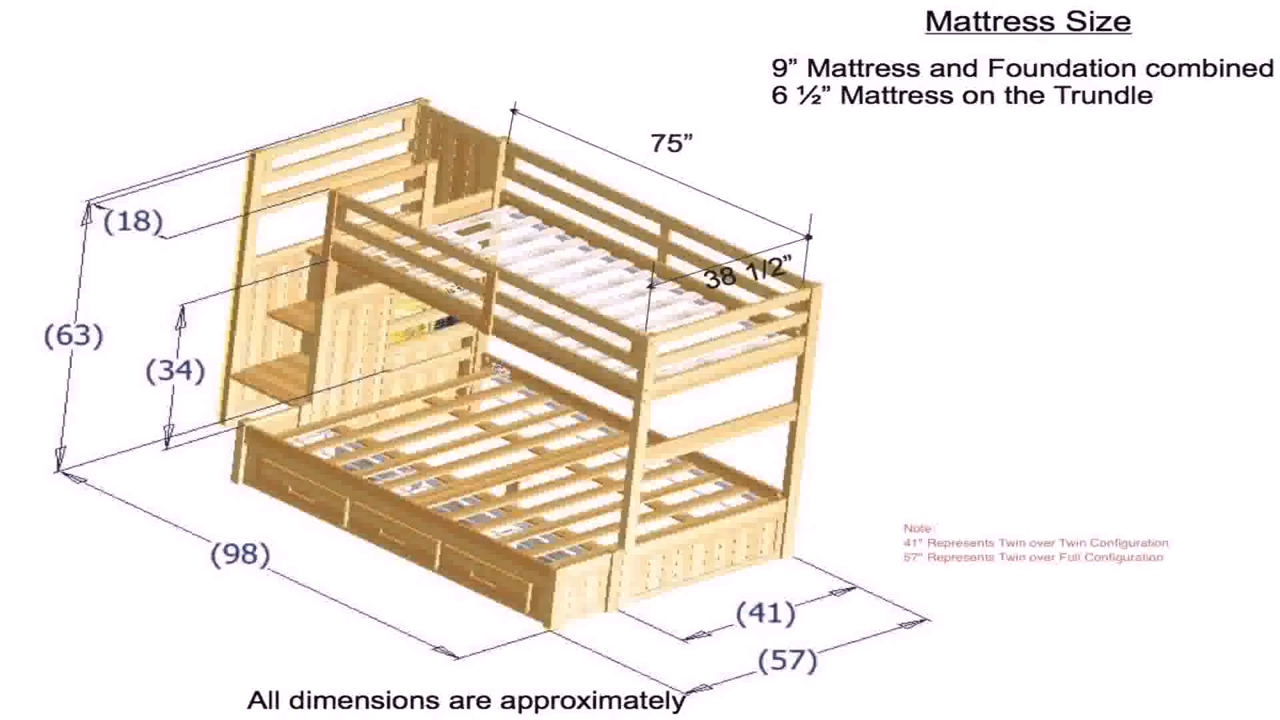 Mattress Size
9” Mattress and Foundation combined
6 ½” Mattress on the Trundle
75”
(18)
38 1/2”
(63)
(34)
Note:
41" Represents Twin over Twin Configuration
57" Represents Twin over Full Configuration
(98)
(41)
(57)
All dimensions are approximately